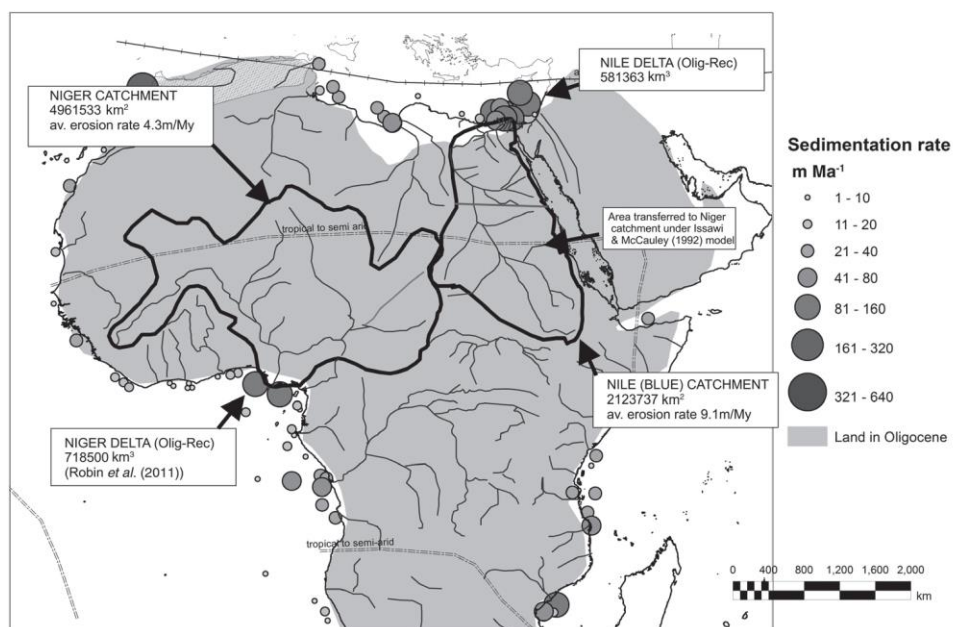 NIGER CATCHMENT
4961533 km²
av. erosion rate 4.3m/My
NILE DELTA (Olig-Rec)
581363 km³
a
tropical to semi arid
Area transferred to Niger
catchment under Issawi
& McCauley (1992) model
NILE (BLUE) CATCHMENT
2123737 km²
av. erosion rate 9.1m/My
NIGER DELTA (Olig-Rec)
718500 km³
(Robin et al. (2011))
tropical to semi-arid
Sedimentation rate
m Ma⁻¹
1 - 10
11 - 20
21 - 40
41 - 80
81 - 160
161 - 320
321 - 640
Land in Oligocene
0 400 800 1,200 1,600 2,000
km